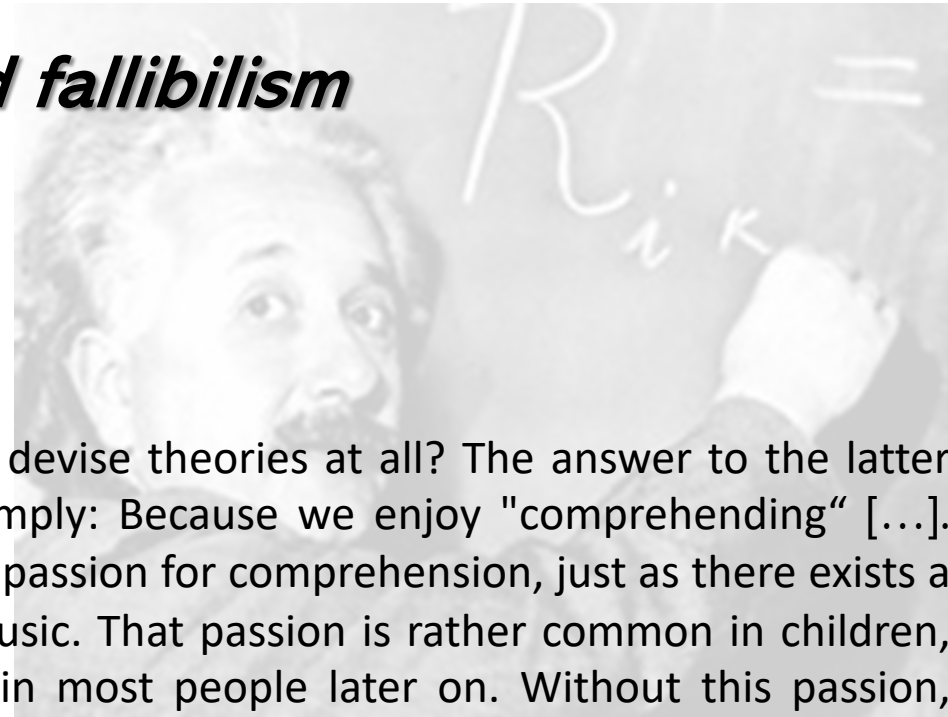 fallibilism
R i k =
devise theories at all? The answer to the latter
mply: Because we enjoy "comprehending“ […].
passion for comprehension, just as there exists a
usic. That passion is rather common in children,
in most people later on. Without this passion,